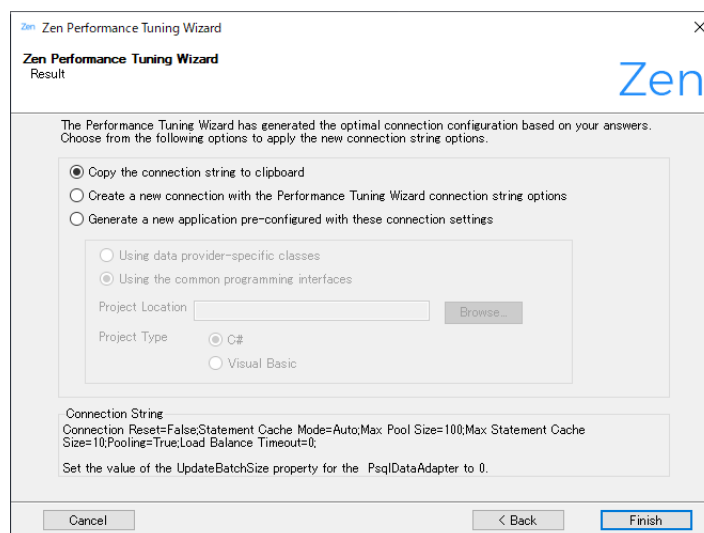 Zen Zen Performance Tuning Wizard
Zen Performance Tuning Wizard
Result
Zen
The Performance Tuning Wizard has generated the optimal connection configuration based on your answers.
Choose from the following options to apply the new connection string options.
Copy the connection string to clipboard
Create a new connection with the Performance Tuning Wizard connection string options
Generate a new application pre-configured with these connection settings
Using data provider-specific classes
Using the common programming interfaces
Project Location
Browse...
Project Type
C#
Visual Basic
Connection String
Connection Reset=False;Statement Cache Mode=Auto;Max Pool Size=100;Max Statement Cache
Size=10;Pooling=True;Load Balance Timeout=0;
Set the value of the UpdateBatchSize property for the PsqlDataAdapter to 0.
Cancel
< Back
Finish